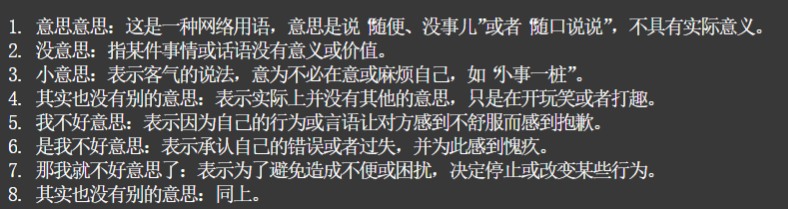 1. 意思意思：这是一种网络用语，意思是说“随便、没事儿”或者“随口说说”，不具有实际意义。
2. 没意思：指某件事情或话语没有意义或价值。
3. 小意思：表示客气的说法，意为不必在意或麻烦自己，如“小事一桩”。
4. 其实也没有别的意思：表示实际上并没有其他的意思，只是在开玩笑或者打趣。
5. 我不好意思：表示因为自己的行为或言语让对方感到不舒服而感到抱歉。
6. 是我不好意思：表示承认自己的错误或者过失，并为此感到愧疚。
7. 那我就不好意思了：表示为了避免造成不便或困扰，决定停止或改变某些行为。
8. 其实也没有别的意思：同上。